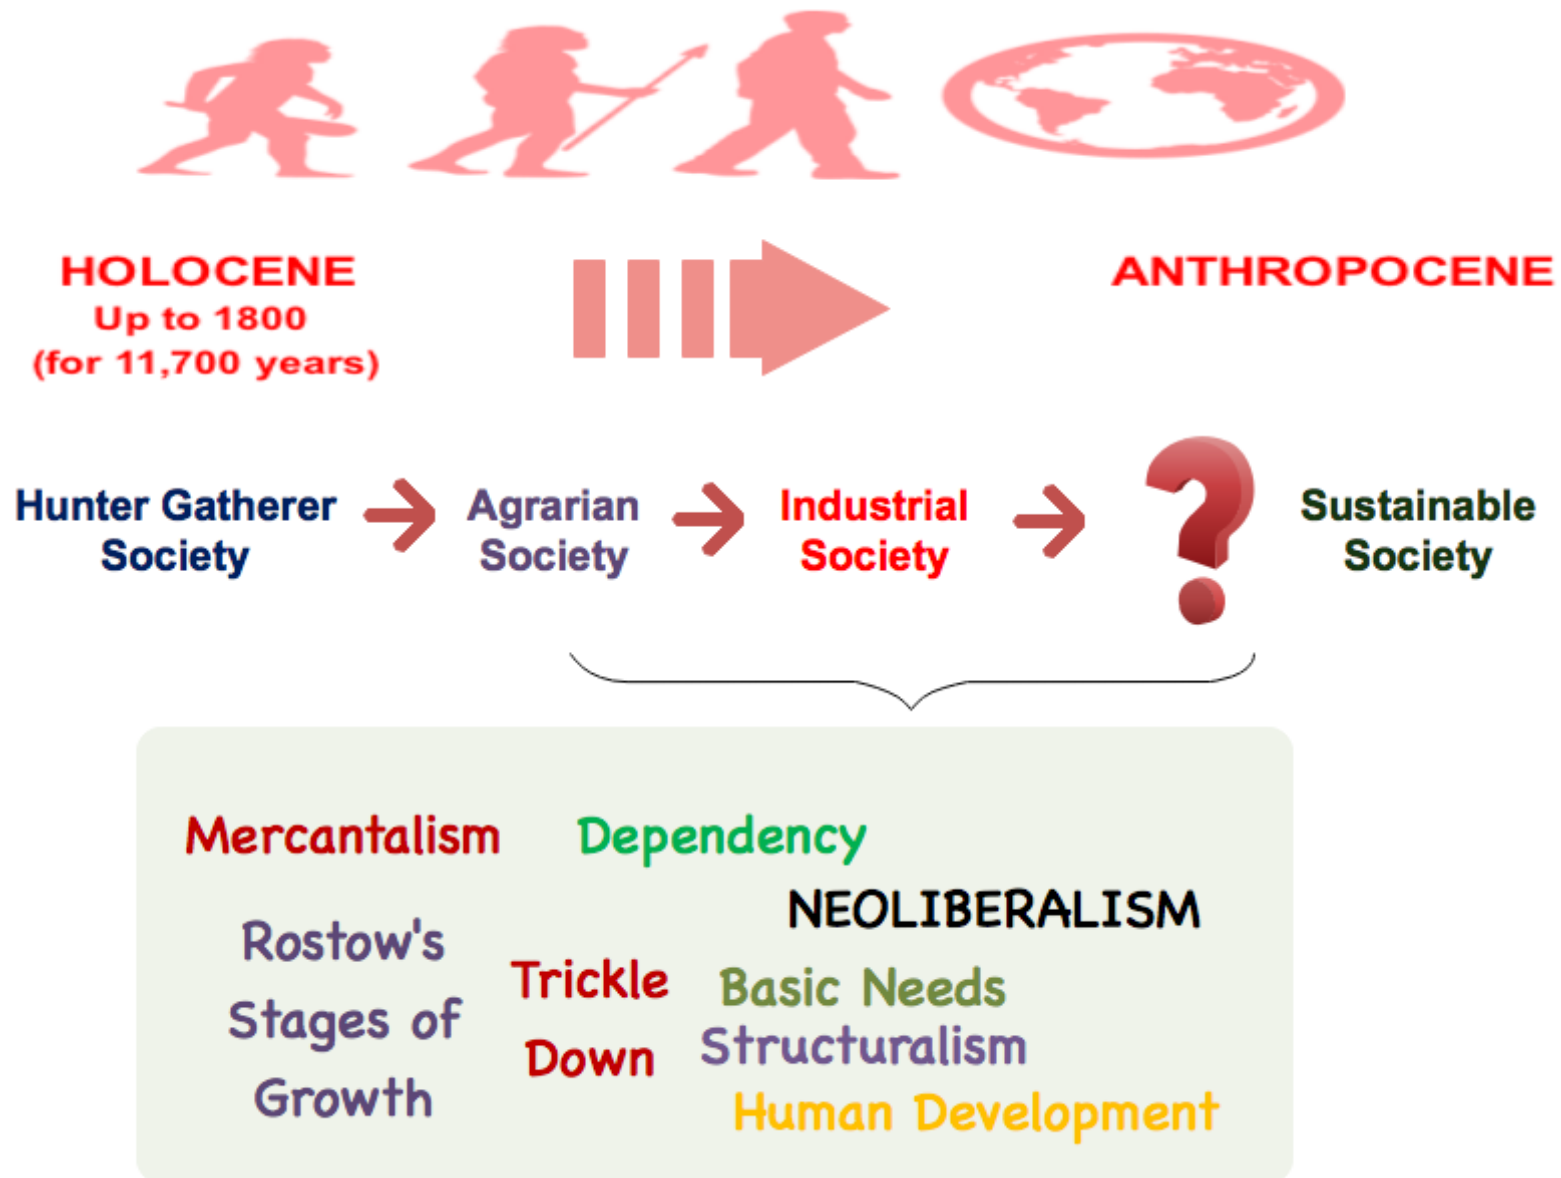 HOLOCENE
Up to 1800
(for 11,700 years)
ANTHROPOCENE
Hunter Gatherer
Society
Agrarian
Society
Industrial
Society
?
Sustainable
Society
Mercantalism
Dependency
NEOLIBERALISM
Rostow's
Stages of
Growth
Trickle
Down
Basic Needs
Structuralism
Human Development